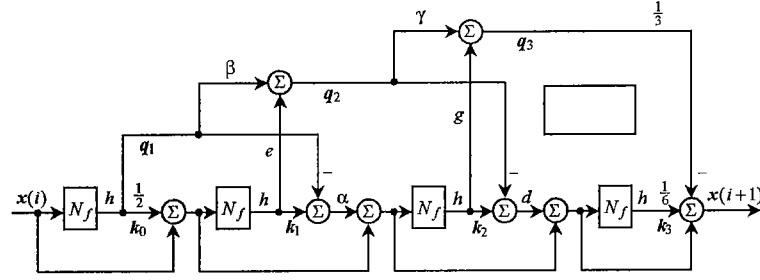 γ Σ q₃ 1/3
β Σ q₂
g
q₁ e − − −
x(i) N_f h 1/2 k₀ Σ N_f h k₁ Σ α Σ N_f h k₂ Σ d Σ N_f h 1/6 k₃ Σ x(i+1)